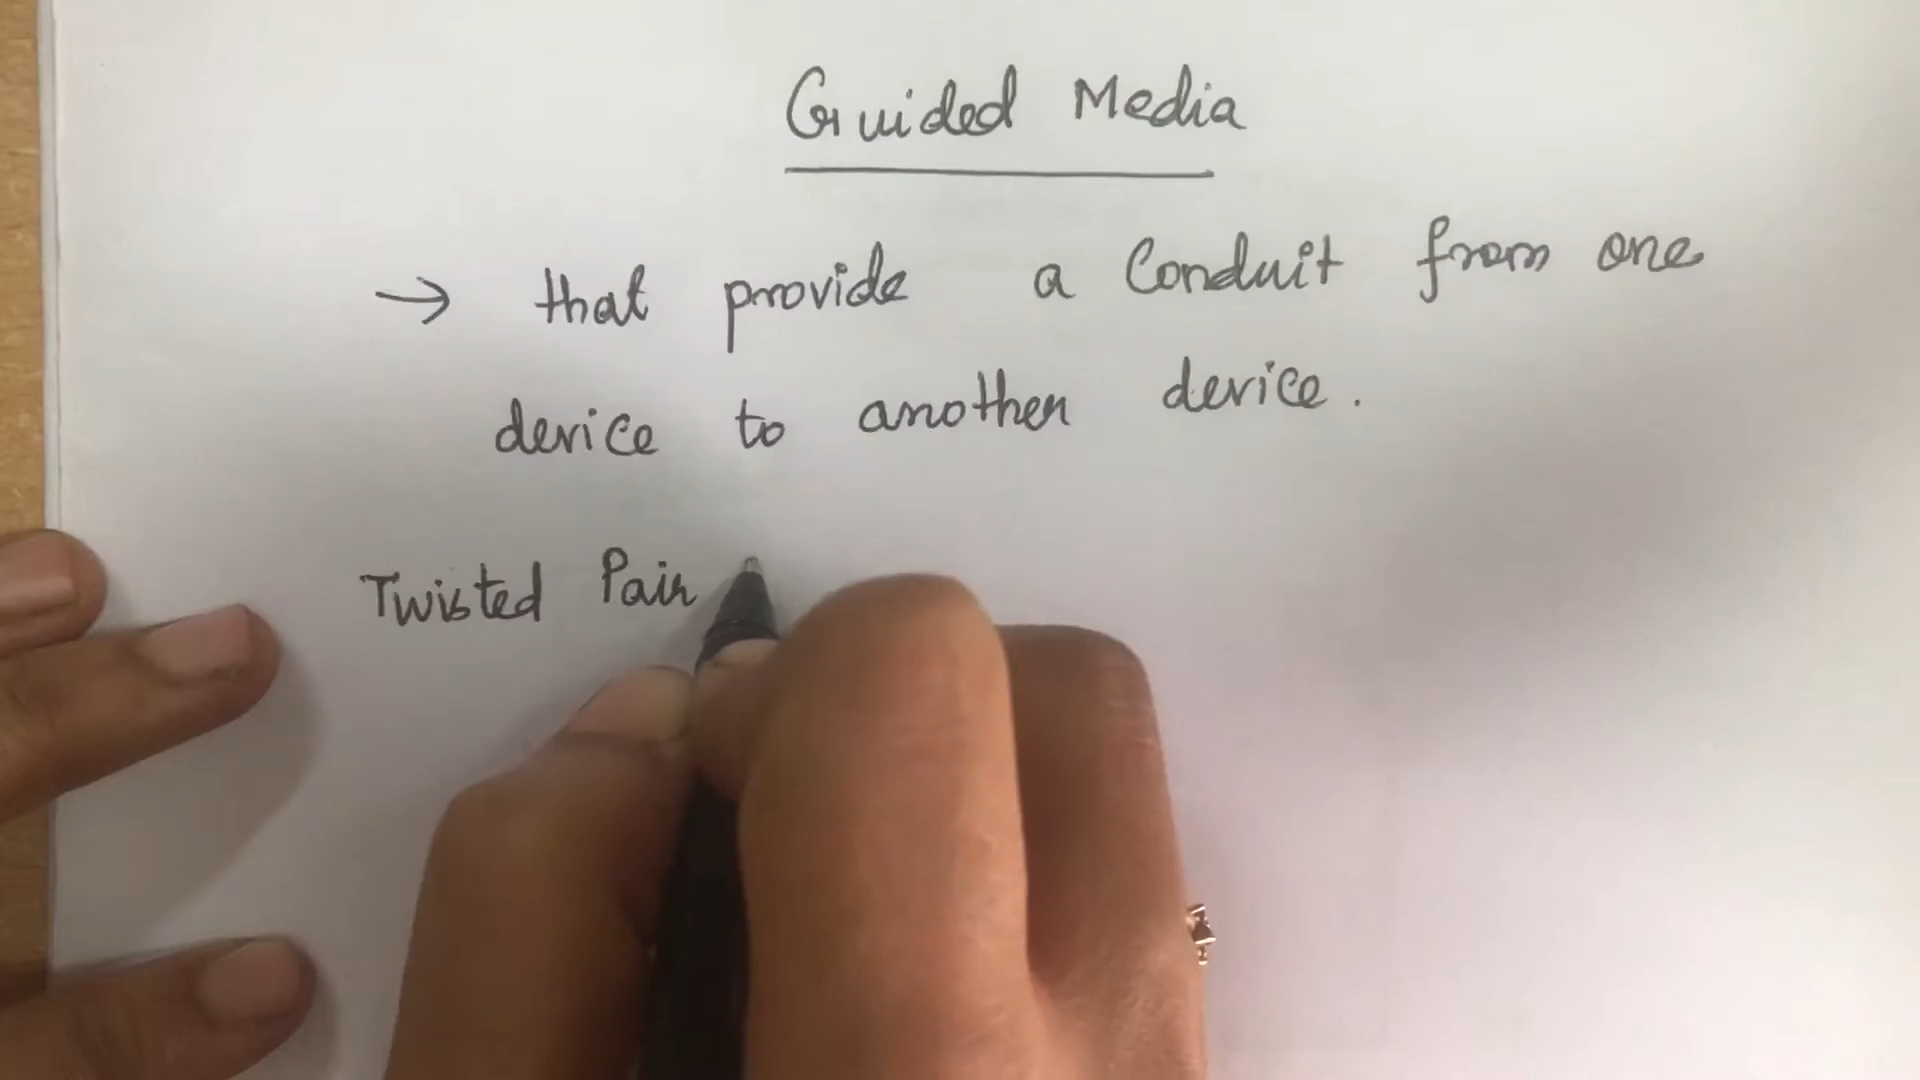 Guided Media
→ that provide a Conduit from one
device to another device.
Twisted Pair